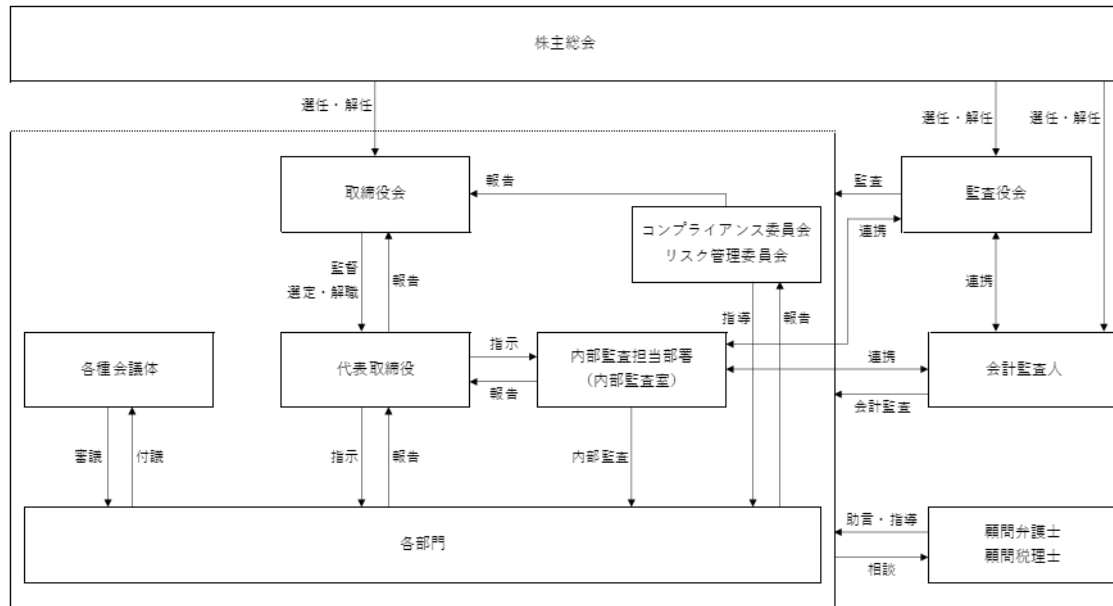 株主総会
選任・解任
選任・解任
選任・解任
取締役会
報告
監査
監査役会
コンプライアンス委員会
リスク管理委員会
連携
監督
選定・解職
報告
連携
指導
報告
各種会議体
代表取締役
指示
報告
内部監査担当部署
(内部監査室)
連携
会計監査
会計監査人
審議
付議
指示
報告
内部監査
各部門
助言・指導
相談
顧問弁護士
顧問税理士